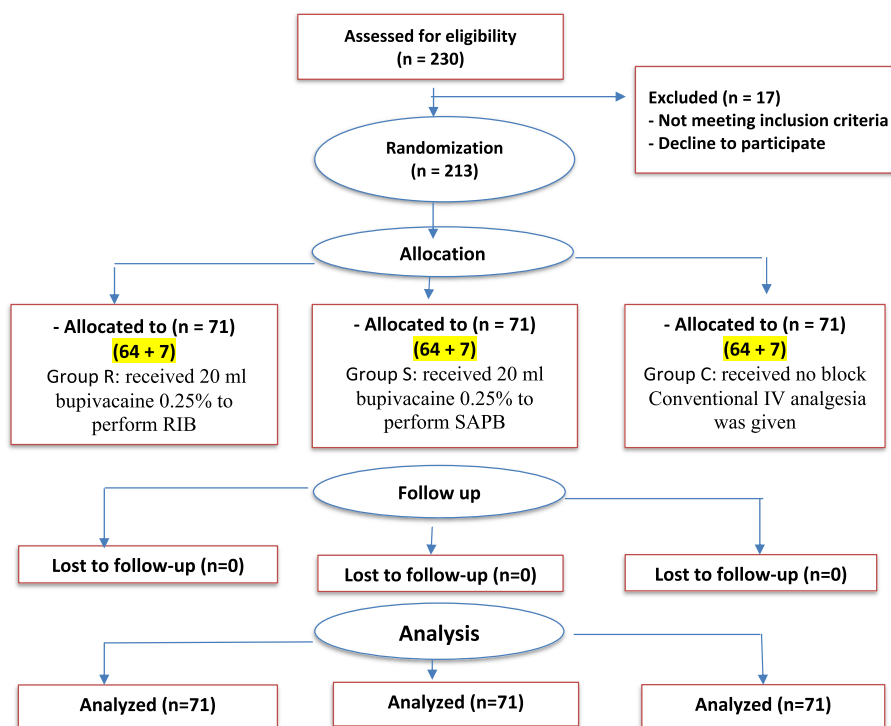 Assessed for eligibility
(n = 230)
Excluded (n = 17)
- Not meeting inclusion criteria
- Decline to participate
Randomization
(n = 213)
Allocation
- Allocated to (n = 71)
(64 + 7)
Group R: received 20 ml
bupivacaine 0.25% to
perform RIB
- Allocated to (n = 71)
(64 + 7)
Group S: received 20 ml
bupivacaine 0.25% to
perform SAPB
- Allocated to (n = 71)
(64 + 7)
Group C: received no block
Conventional IV analgesia
was given
Follow up
Lost to follow-up (n=0)
Lost to follow-up (n=0)
Lost to follow-up (n=0)
Analysis
Analyzed (n=71)
Analyzed (n=71)
Analyzed (n=71)